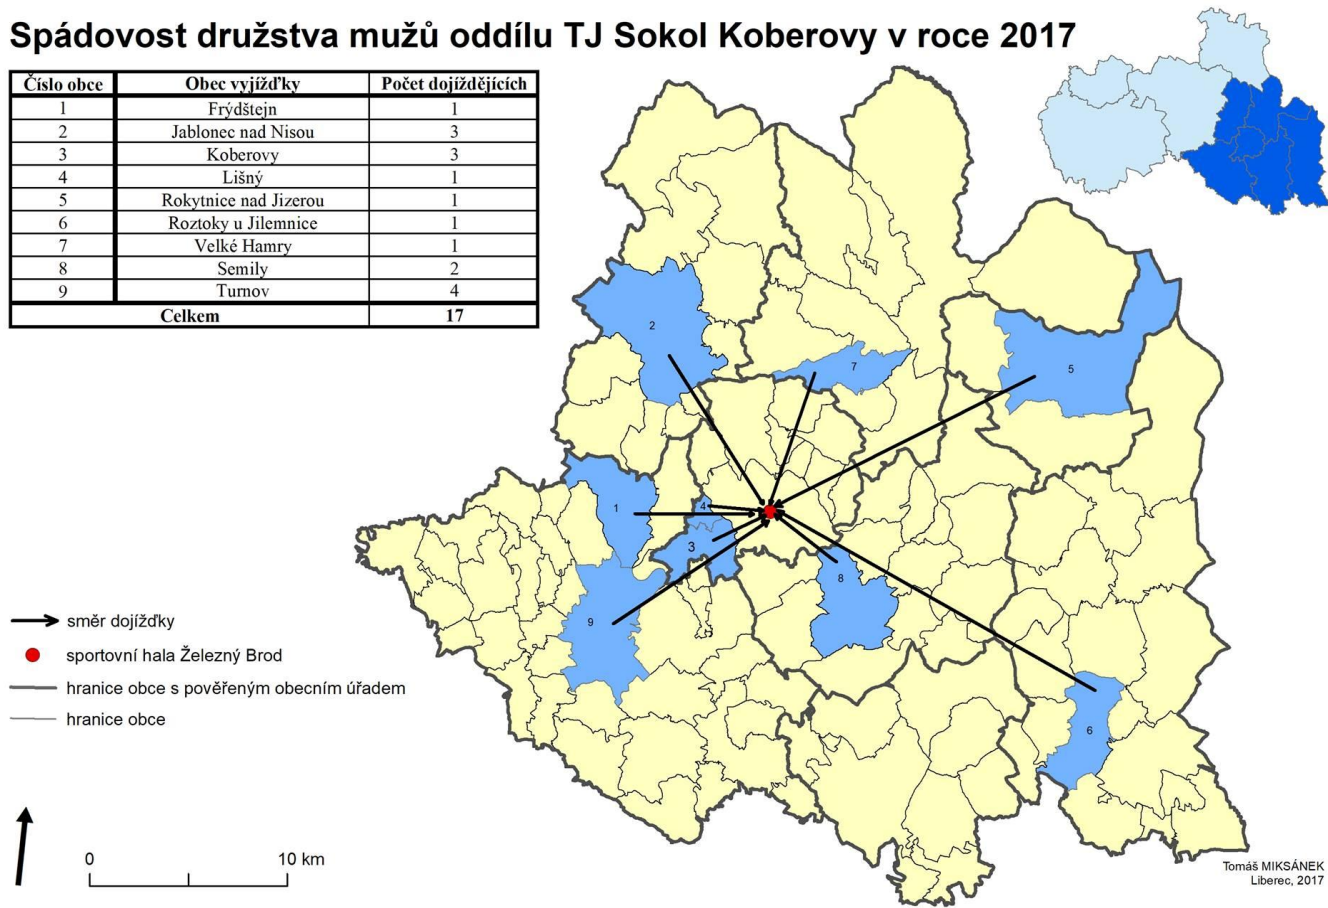 Spádovost družstva mužů oddílu TJ Sokol Koberovy v roce 2017
Číslo obce Obec vyjížďky Počet dojíždějících
1 Frýdštejn 1
2 Jablonec nad Nisou 3
3 Koberovy 3
4 Lišný 1
5 Rokytnice nad Jizerou 1
6 Roztoky u Jilemnice 1
7 Velké Hamry 1
8 Semily 2
9 Turnov 4
Celkem 17
2
7
5
1
4
3
8
9
6
směr dojížďky
sportovní hala Železný Brod
hranice obce s pověřeným obecním úřadem
hranice obce
0 10 km
Tomáš MIKSÁNEK
Liberec, 2017